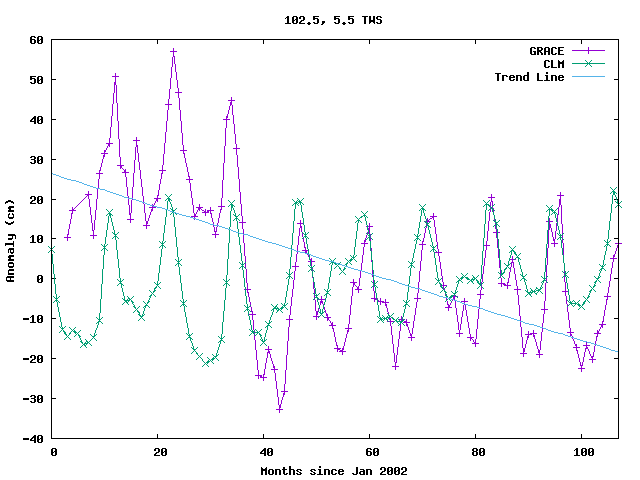 102.5, 5.5 TWS
GRACE
CLM
Trend Line
60
50
40
30
20
10
0
-10
-20
-30
-40
Anomaly (cm)
0 20 40 60 80 100
Months since Jan 2002